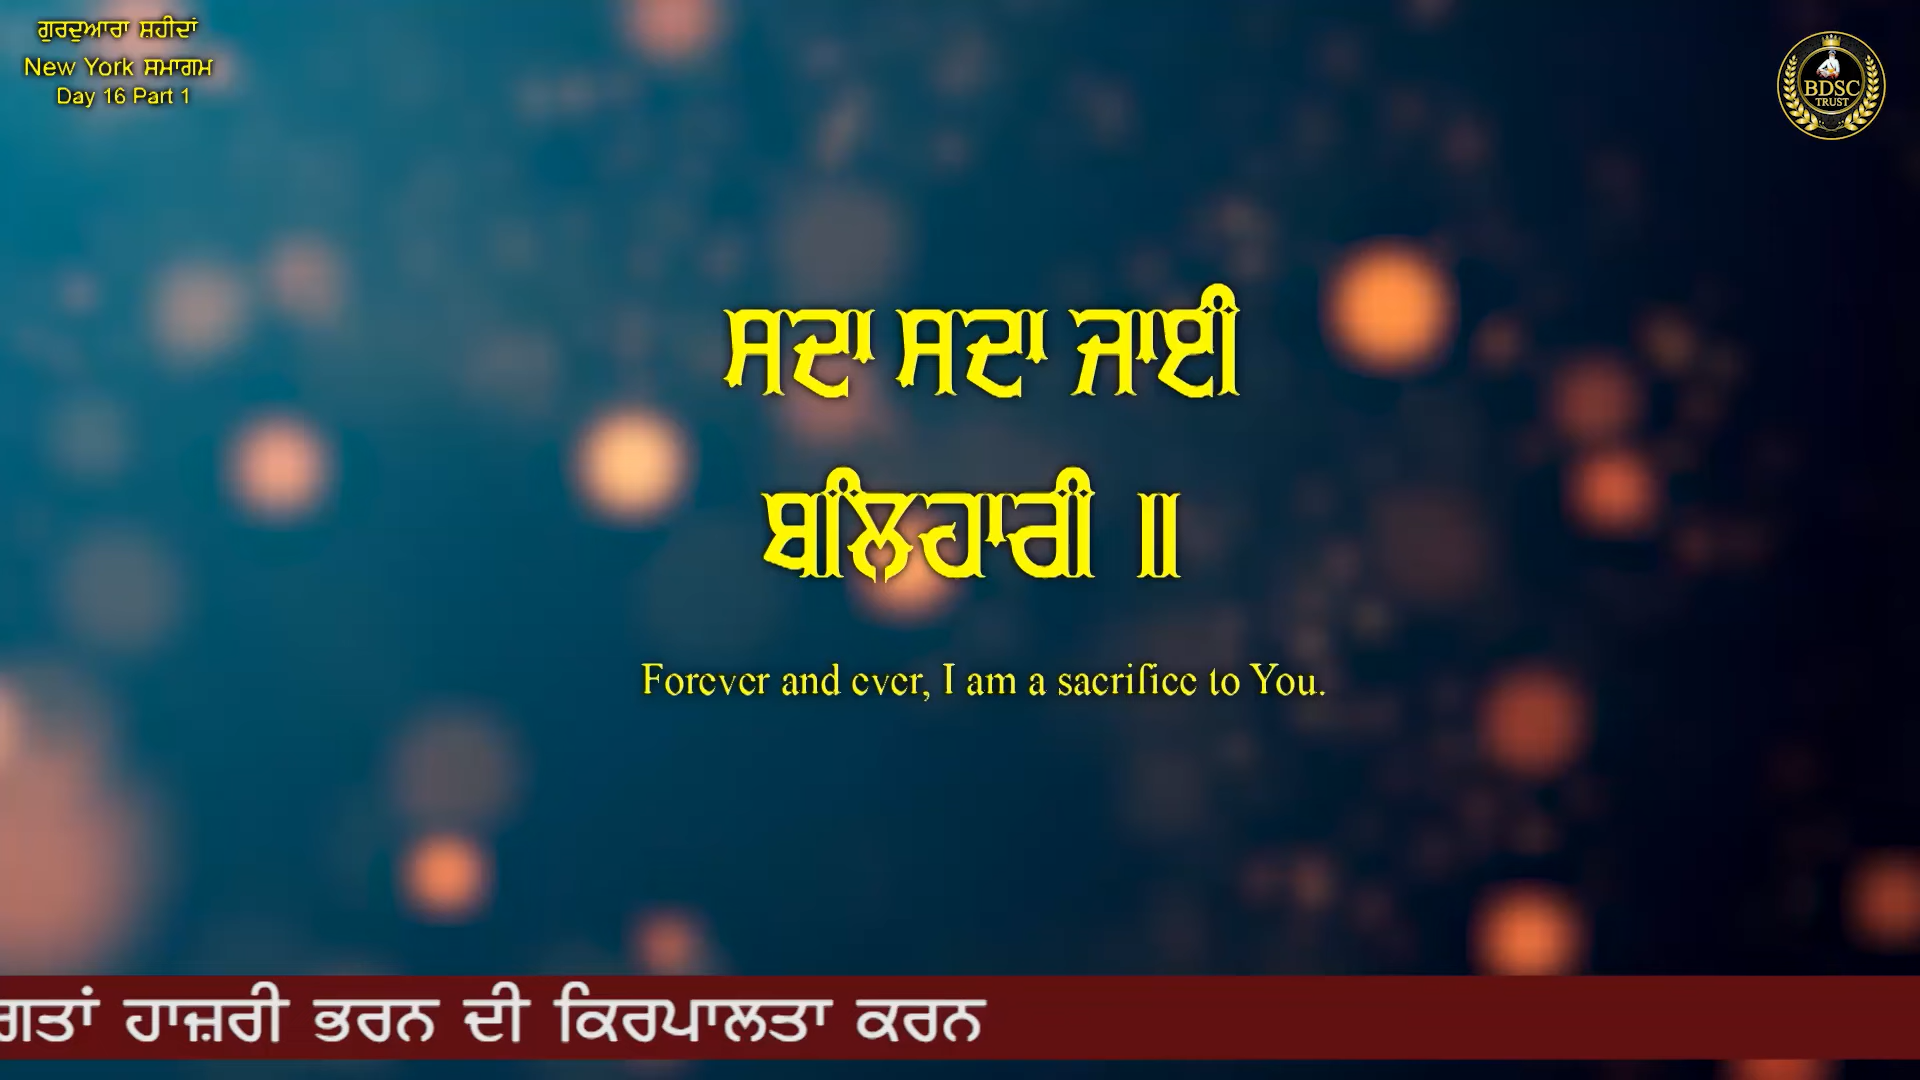 ਗੁਰਦੁਆਰਾ ਸ਼ਹੀਦਾਂ
New York ਸਮਾਗਮ
Day 16 Part 1
BDSC
TRUST
ਸਦਾ ਸਦਾ ਜਾਈ
ਬਲਿਹਾਰੀ ॥
Forever and ever, I am a sacrifice to You.
ਗਤਾਂ ਹਾਜ਼ਰੀ ਭਰਨ ਦੀ ਕਿਰਪਾਲਤਾ ਕਰਨ